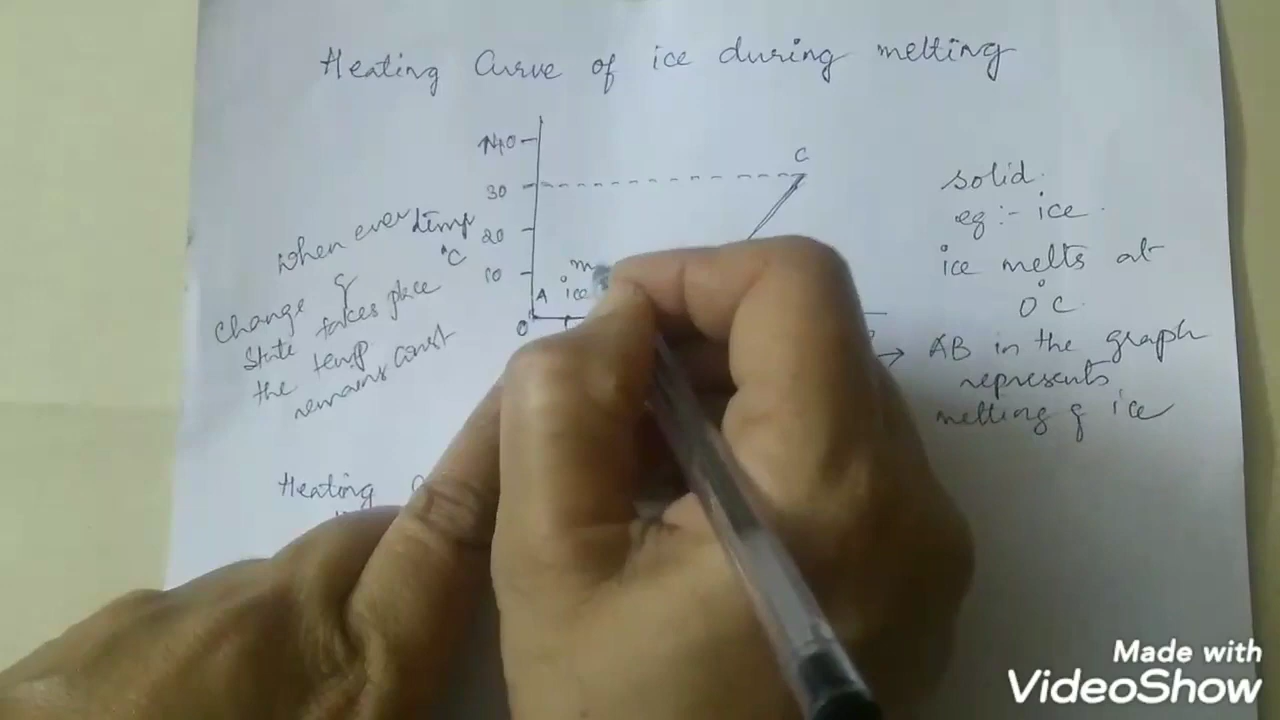 Heating Curve of ice during melting
40
30
20
10
0
C
A
ice
temp
°C
when ever
change of
state takes place
the temp.
remains const
solid.
eg :- ice.
ice melts at
0°C
→ AB in the graph
represents
melting of ice
Heating
Made with
VideoShow